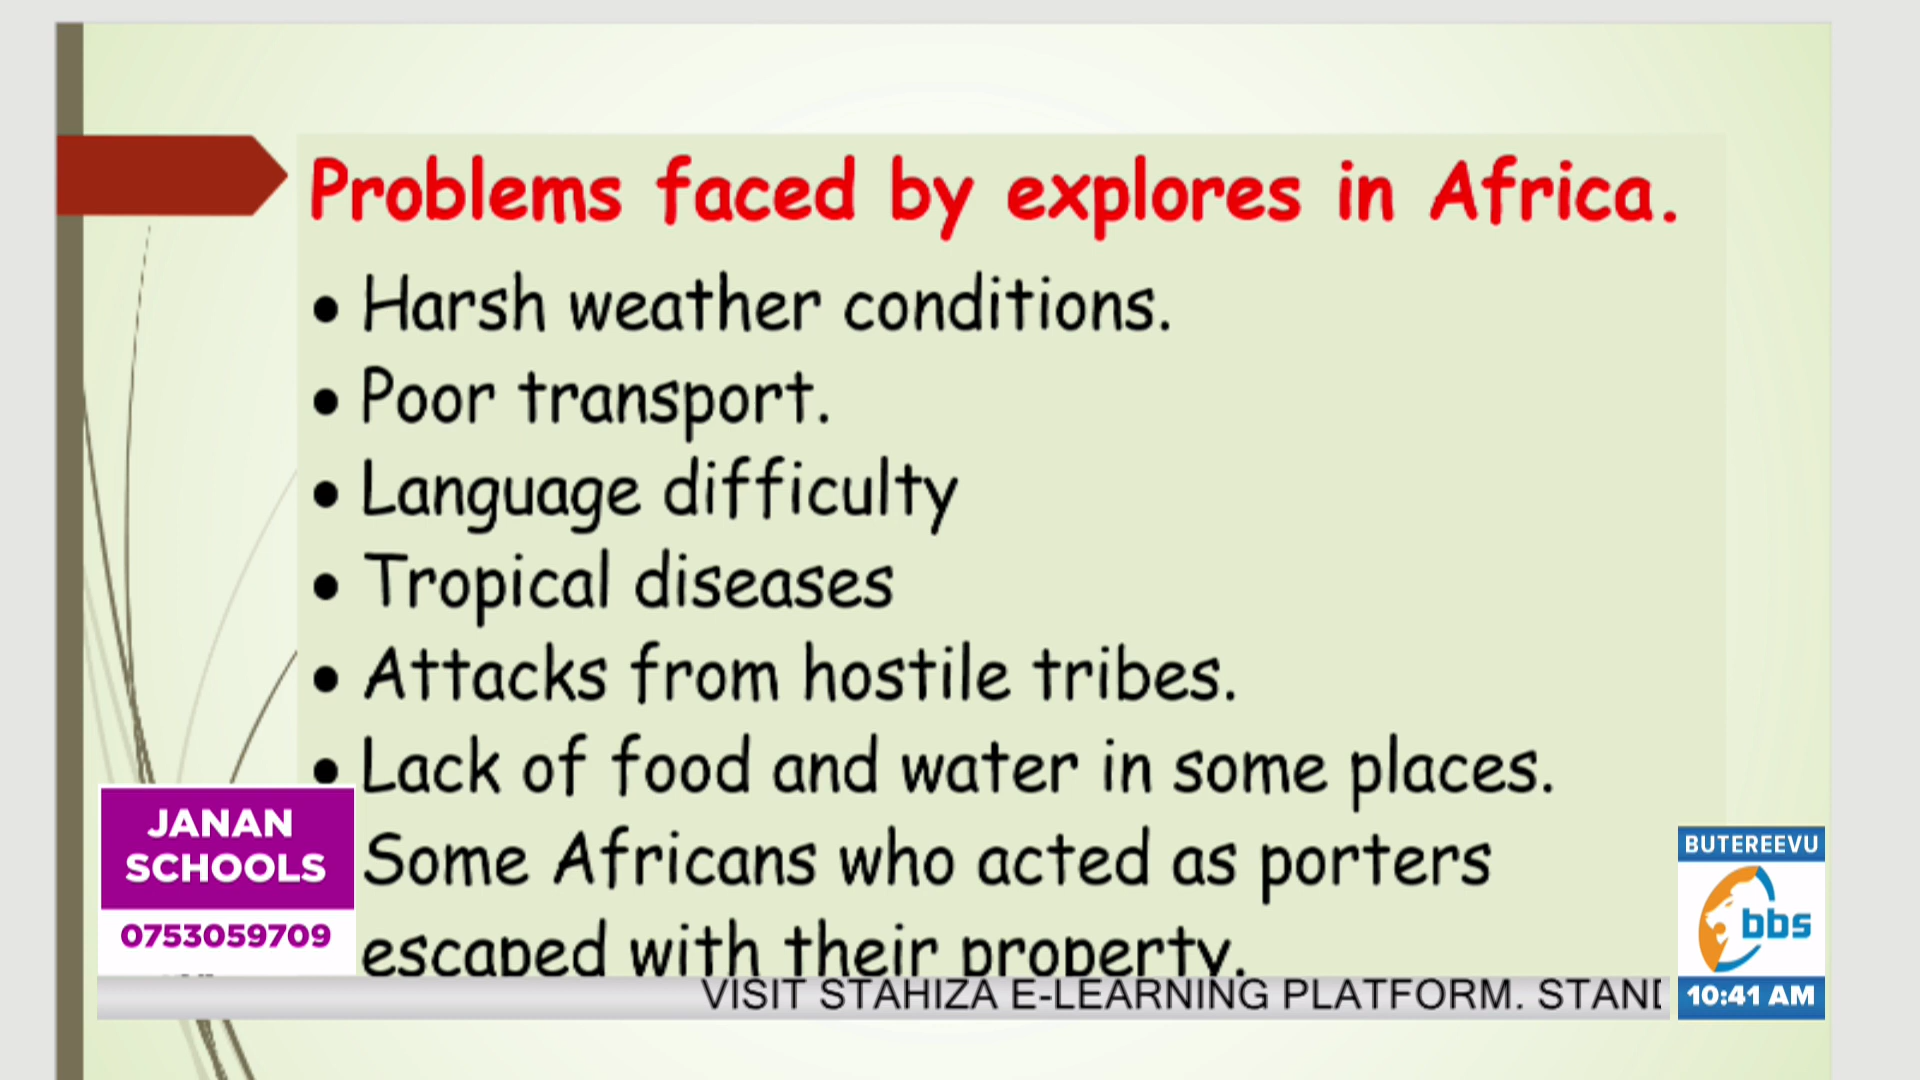 Problems faced by explores in Africa.
• Harsh weather conditions.
• Poor transport.
• Language difficulty
• Tropical diseases
• Attacks from hostile tribes.
• Lack of food and water in some places.
Some Africans who acted as porters
escaped with their property.
JANAN
SCHOOLS
0753059709
BUTEREEVU
bbs
10:41 AM
VISIT STAHIZA E-LEARNING PLATFORM.